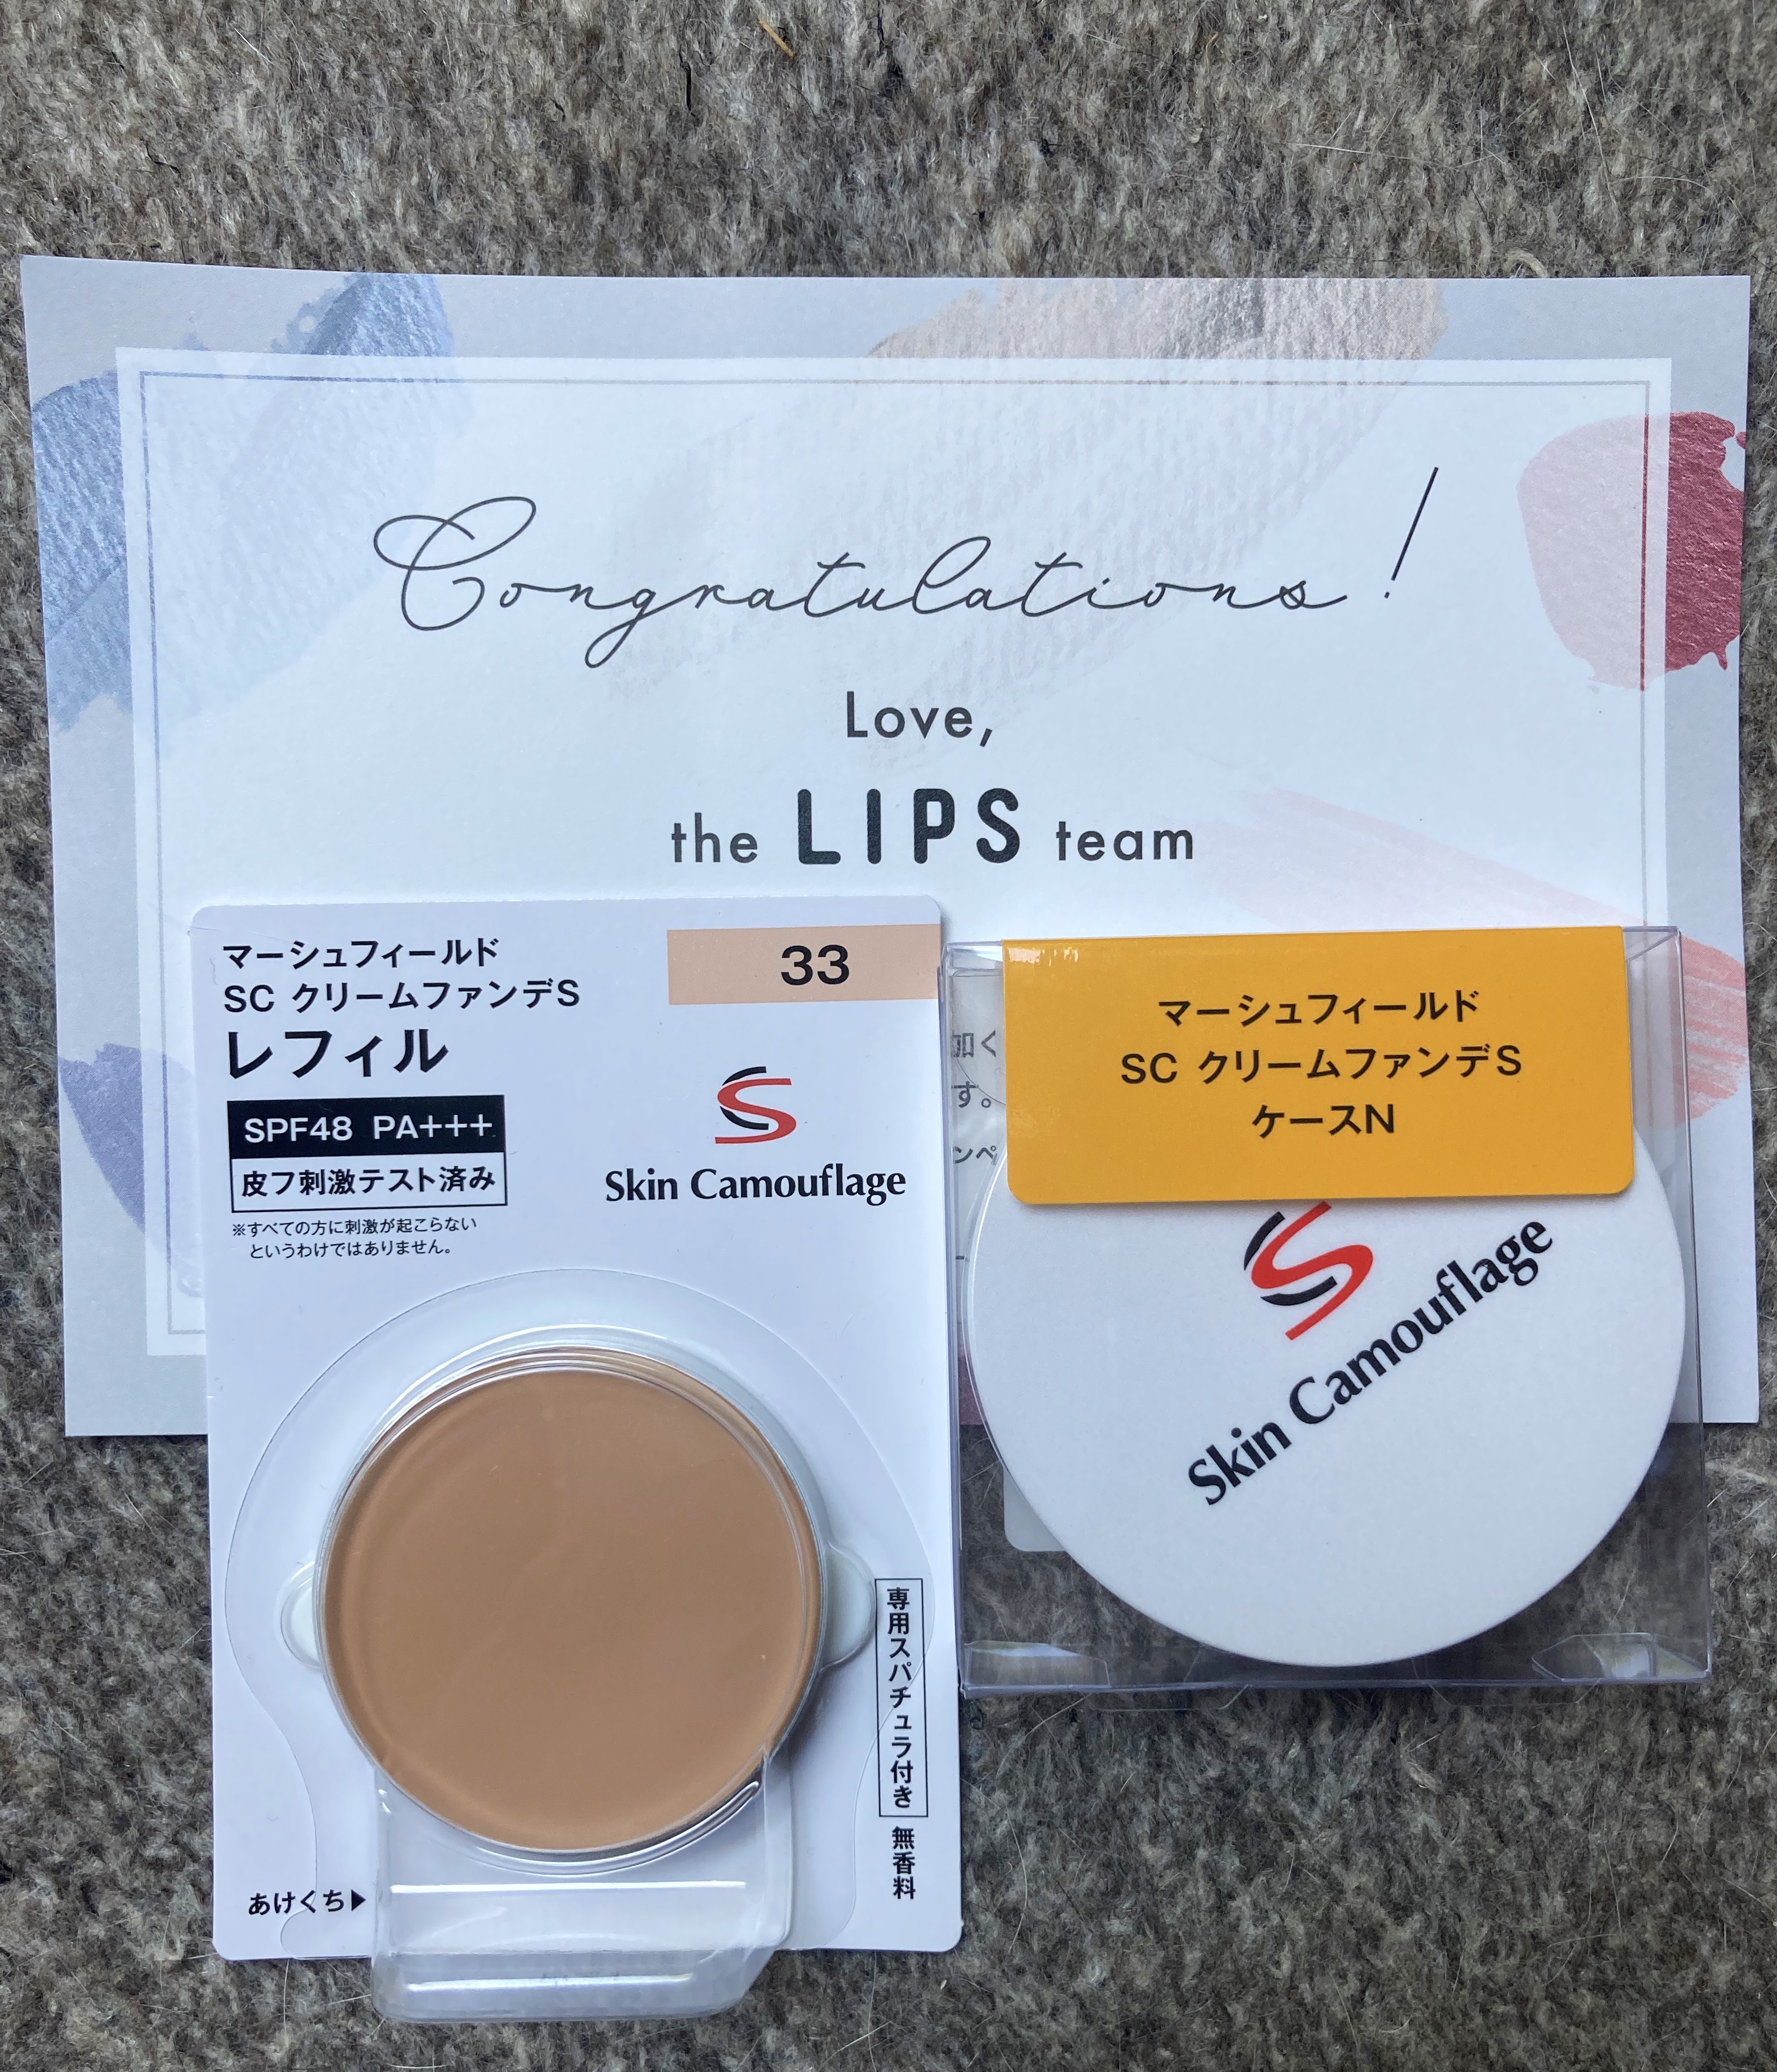 Congratulations!
Love,
the LIPS team
マーシュフィールド
SC クリームファンデS
レフィル
33
SPF48 PA+++
皮フ刺激テスト済み
※すべての方に刺激が起こらない
というわけではありません。
Skin Camouflage
専用スパチュラ付き
無香料
あけくち▶
加く
す。
ンペ
マーシュフィールド
SC クリームファンデS
ケースN
Skin Camouflage